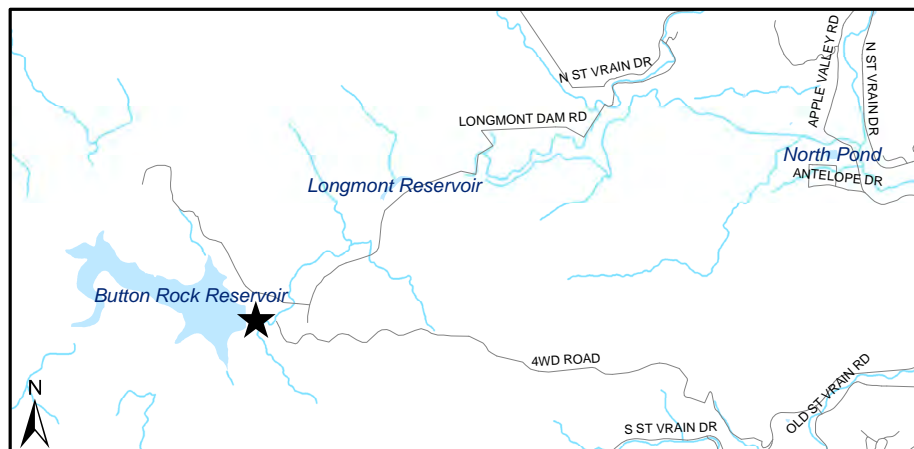 N ST VRAIN DR
APPLE VALLEY RD
N ST VRAIN DR
LONGMONT DAM RD
North Pond
ANTELOPE DR
Longmont Reservoir
Button Rock Reservoir
4WD ROAD
OLD ST VRAIN RD
S ST VRAIN DR
N